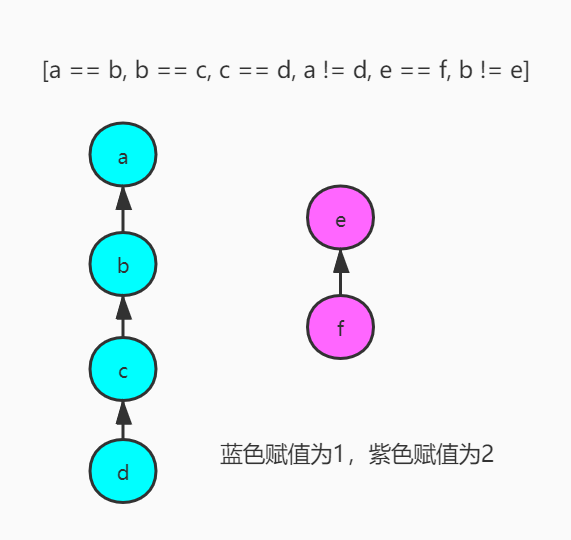 [a == b, b == c, c == d, a != d, e == f, b != e]
a
e
b
f
c
d
蓝色赋值为1，紫色赋值为2